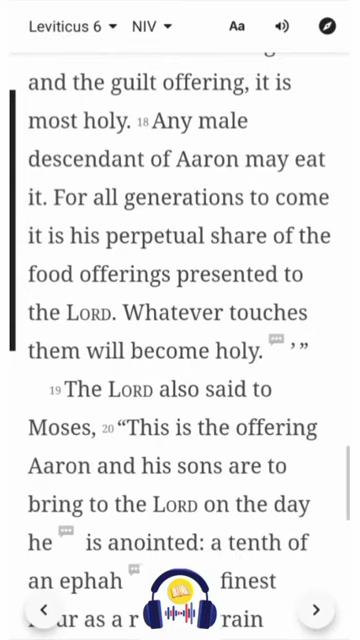 Leviticus 6 NIV Aa
and the guilt offering, it is
most holy. 18 Any male
descendant of Aaron may eat
it. For all generations to come
it is his perpetual share of the
food offerings presented to
the LORD. Whatever touches
them will become holy. ’ ”
19 The LORD also said to
Moses, 20 “This is the offering
Aaron and his sons are to
bring to the LORD on the day
he is anointed: a tenth of
an ephah finest
as a